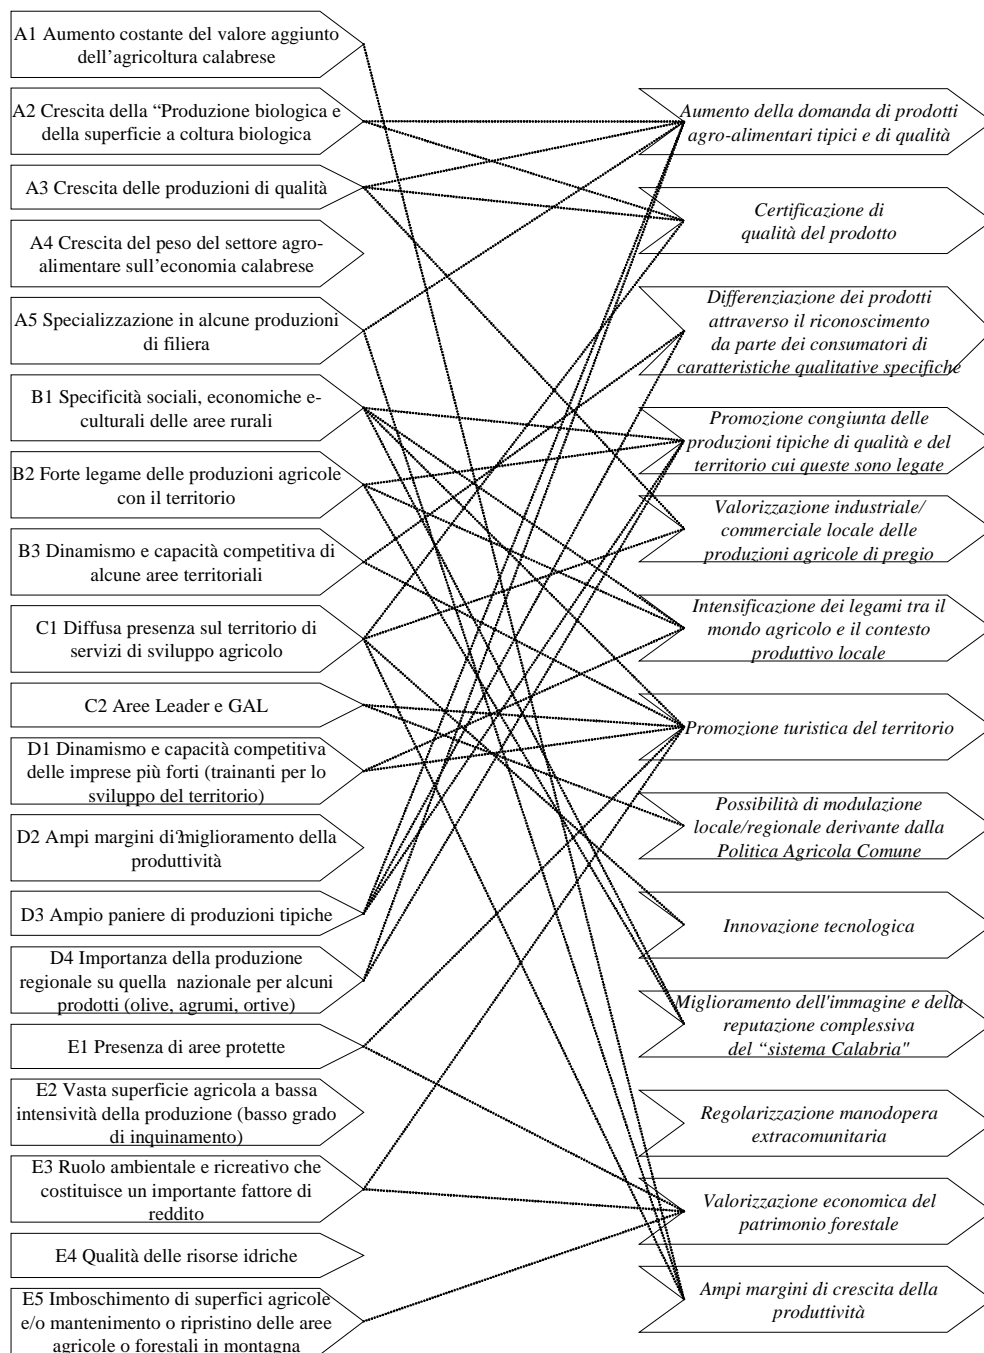 A1 Aumento costante del valore aggiunto
dell'agricoltura calabrese
A2 Crescita della "Produzione biologica e
della superficie a coltura biologica
A3 Crescita delle produzioni di qualità
A4 Crescita del peso del settore agro-
alimentare sull'economia calabrese
A5 Specializzazione in alcune produzioni
di filiera
B1 Specificità sociali, economiche e-
culturali delle aree rurali
B2 Forte legame delle produzioni agricole
con il territorio
B3 Dinamismo e capacità competitiva di
alcune aree territoriali
C1 Diffusa presenza sul territorio di
servizi di sviluppo agricolo
C2 Aree Leader e GAL
D1 Dinamismo e capacità competitiva
delle imprese più forti (trainanti per lo
sviluppo del territorio)
D2 Ampi margini di?miglioramento della
produttività
D3 Ampio paniere di produzioni tipiche
D4 Importanza della produzione
regionale su quella nazionale per alcuni
prodotti (olive, agrumi, ortive)
E1 Presenza di aree protette
E2 Vasta superficie agricola a bassa
intensività della produzione (basso grado
di inquinamento)
E3 Ruolo ambientale e ricreativo che
costituisce un importante fattore di
reddito
E4 Qualità delle risorse idriche
E5 Imboschimento di superfici agricole
e/o mantenimento o ripristino delle aree
agricole o forestali in montagna
Aumento della domanda di prodotti
agro-alimentari tipici e di qualità
Certificazione di
qualità del prodotto
Differenziazione dei prodotti
attraverso il riconoscimento
da parte dei consumatori di
caratteristiche qualitative specifiche
Promozione congiunta delle
produzioni tipiche di qualità e del
territorio cui queste sono legate
Valorizzazione industriale/
commerciale locale delle
produzioni agricole di pregio
Intensificazione dei legami tra il
mondo agricolo e il contesto
produttivo locale
Promozione turistica del territorio
Possibilità di modulazione
locale/regionale derivante dalla
Politica Agricola Comune
Innovazione tecnologica
Miglioramento dell'immagine e della
reputazione complessiva
del "sistema Calabria"
Regolarizzazione manodopera
extracomunitaria
Valorizzazione economica del
patrimonio forestale
Ampi margini di crescita della
produttività